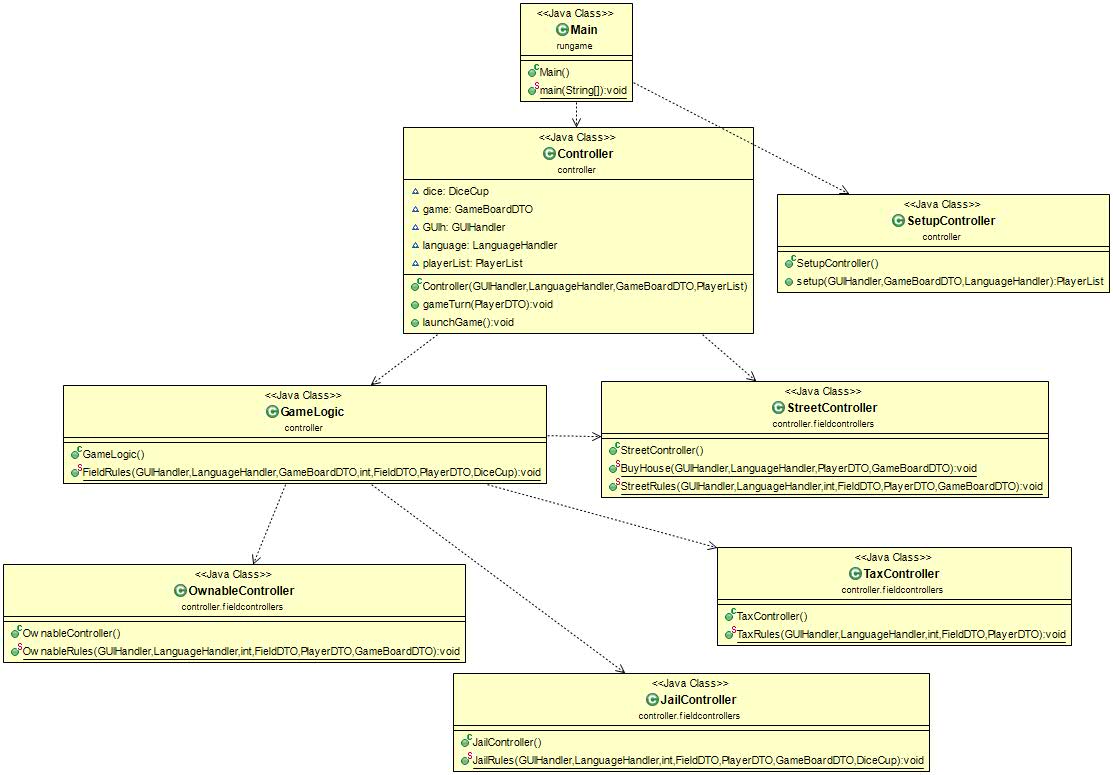 <<Java Class>>
Main
rungame
Main()
main(String[]):void
<<Java Class>>
Controller
controller
dice: DiceCup
game: GameBoardDTO
GUIh: GUIHandler
language: LanguageHandler
playerList: PlayerList
Controller(GUIHandler,LanguageHandler,GameBoardDTO,PlayerList)
gameTurn(PlayerDTO):void
launchGame():void
<<Java Class>>
SetupController
controller
SetupController()
setup(GUIHandler,GameBoardDTO,LanguageHandler):PlayerList
<<Java Class>>
GameLogic
controller
GameLogic()
FieldRules(GUIHandler,LanguageHandler,GameBoardDTO,int,FieldDTO,PlayerDTO,DiceCup):void
<<Java Class>>
StreetController
controller.fieldcontrollers
StreetController()
BuyHouse(GUIHandler,LanguageHandler,PlayerDTO,GameBoardDTO):void
StreetRules(GUIHandler,LanguageHandler,int,FieldDTO,PlayerDTO,GameBoardDTO):void
<<Java Class>>
OwnableController
controller.fieldcontrollers
OwnableController()
OwnableRules(GUIHandler,LanguageHandler,int,FieldDTO,PlayerDTO,GameBoardDTO):void
<<Java Class>>
TaxController
controller.fieldcontrollers
TaxController()
TaxRules(GUIHandler,LanguageHandler,int,FieldDTO,PlayerDTO):void
<<Java Class>>
JailController
controller.fieldcontrollers
JailController()
JailRules(GUIHandler,LanguageHandler,int,FieldDTO,PlayerDTO,GameBoardDTO,DiceCup):void